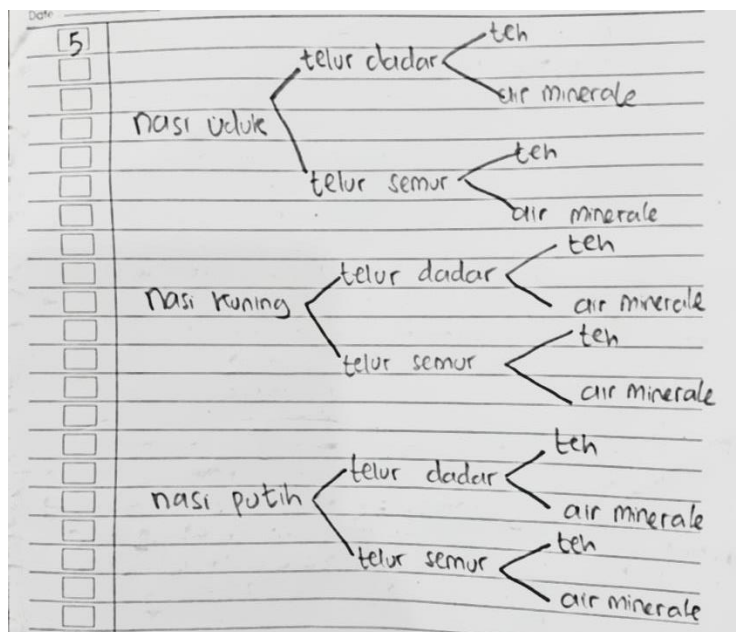 Date
5
teh
telur dadar
air minerale
nasi uduk
teh
telur semur
air minerale
teh
telur dadar
nasi kuning
air minerale
teh
telur semur
air minerale
teh
telur dadar
nasi putih
air minerale
teh
telur semur
air minerale